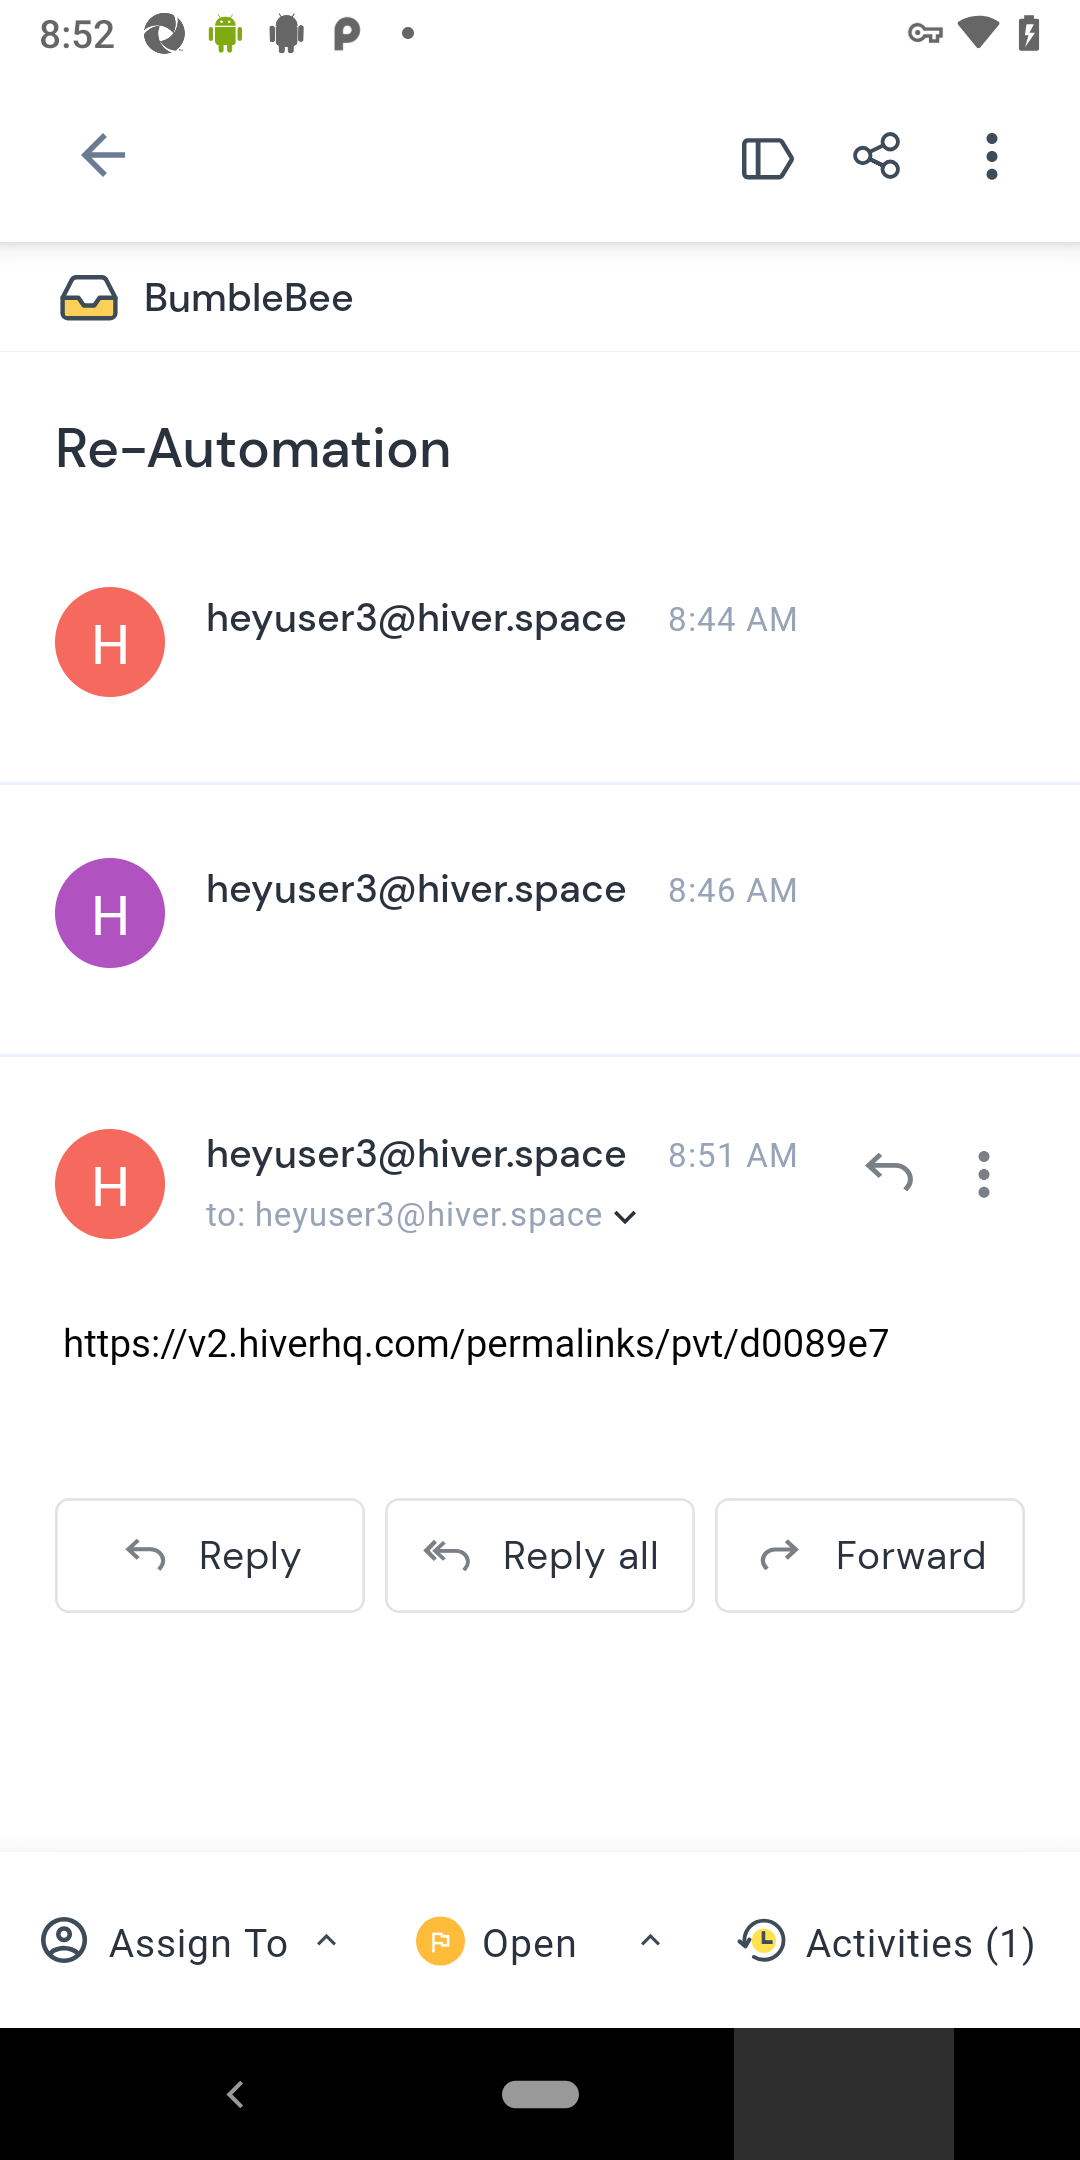 8:52
BumbleBee
Re-Automation
H
heyuser3@hiver.space 8:44 AM
H
heyuser3@hiver.space 8:46 AM
H
heyuser3@hiver.space 8:51 AM
to: heyuser3@hiver.space
https://v2.hiverhq.com/permalinks/pvt/d0089e7
Reply Reply all Forward
Assign To Open Activities (1)